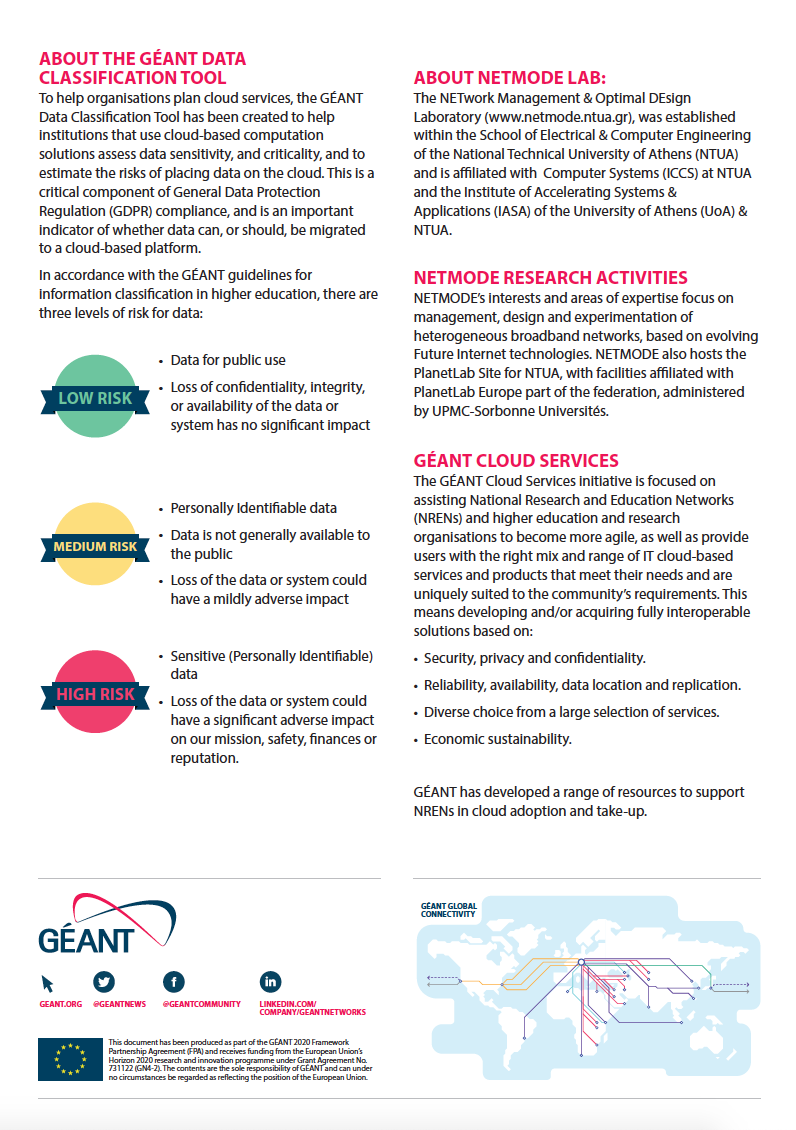 ABOUT THE GÉANT DATA
CLASSIFICATION TOOL
To help organisations plan cloud services, the GÉANT
Data Classification Tool has been created to help
institutions that use cloud-based computation
solutions assess data sensitivity, and criticality, and to
estimate the risks of placing data on the cloud. This is a
critical component of General Data Protection
Regulation (GDPR) compliance, and is an important
indicator of whether data can, or should, be migrated
to a cloud-based platform.
In accordance with the GÉANT guidelines for
information classification in higher education, there are
three levels of risk for data:
LOW RISK
• Data for public use
• Loss of confidentiality, integrity,
or availability of the data or
system has no significant impact
MEDIUM RISK
• Personally Identifiable data
• Data is not generally available to
the public
• Loss of the data or system could
have a mildly adverse impact
HIGH RISK
• Sensitive (Personally Identifiable)
data
• Loss of the data or system could
have a significant adverse impact
on our mission, safety, finances or
reputation.
ABOUT NETMODE LAB:
The NETwork Management & Optimal DEsign
Laboratory (www.netmode.ntua.gr), was established
within the School of Electrical & Computer Engineering
of the National Technical University of Athens (NTUA)
and is affiliated with Computer Systems (ICCS) at NTUA
and the Institute of Accelerating Systems &
Applications (IASA) of the University of Athens (UoA) &
NTUA.
NETMODE RESEARCH ACTIVITIES
NETMODE's interests and areas of expertise focus on
management, design and experimentation of
heterogeneous broadband networks, based on evolving
Future Internet technologies. NETMODE also hosts the
PlanetLab Site for NTUA, with facilities affiliated with
PlanetLab Europe part of the federation, administered
by UPMC-Sorbonne Universités.
GÉANT CLOUD SERVICES
The GÉANT Cloud Services initiative is focused on
assisting National Research and Education Networks
(NRENs) and higher education and research
organisations to become more agile, as well as provide
users with the right mix and range of IT cloud-based
services and products that meet their needs and are
uniquely suited to the community's requirements. This
means developing and/or acquiring fully interoperable
solutions based on:
• Security, privacy and confidentiality.
• Reliability, availability, data location and replication.
• Diverse choice from a large selection of services.
• Economic sustainability.
GÉANT has developed a range of resources to support
NRENs in cloud adoption and take-up.
GÉANT
GEANT.ORG
@GEANTNEWS
@GEANTCOMMUNITY
LINKEDIN.COM/
COMPANY/GEANTNETWORKS
This document has been produced as part of the GÉANT 2020 Framework
Partnership Agreement (FPA) and receives funding from the European Union's
Horizon 2020 research and innovation programme under Grant Agreement No.
731122 (GN4-2). The contents are the sole responsibility of GÉANT and can under
no circumstances be regarded as reflecting the position of the European Union.
GÉANT GLOBAL
CONNECTIVITY